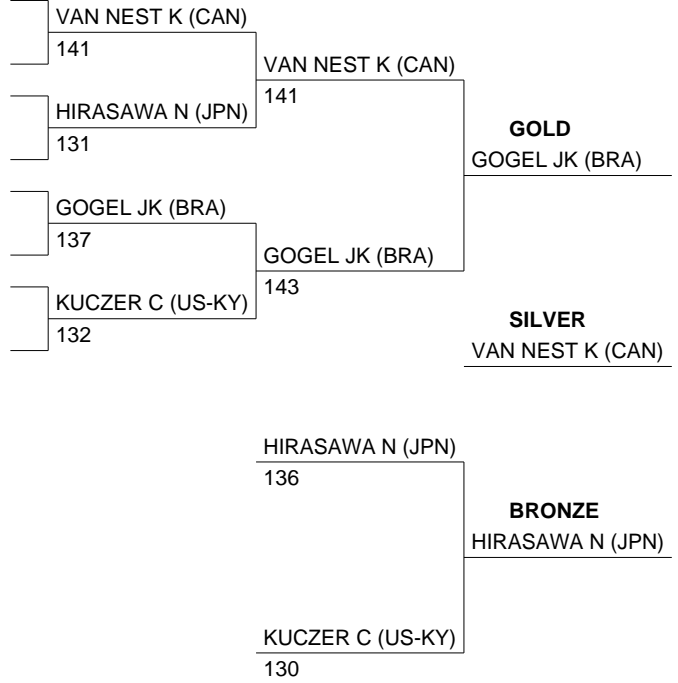 VAN NEST K (CAN)
141
HIRASAWA N (JPN)
131
GOGEL JK (BRA)
137
KUCZER C (US-KY)
132
VAN NEST K (CAN)
141
GOGEL JK (BRA)
143
GOLD
GOGEL JK (BRA)
SILVER
VAN NEST K (CAN)
HIRASAWA N (JPN)
136
KUCZER C (US-KY)
130
BRONZE
HIRASAWA N (JPN)